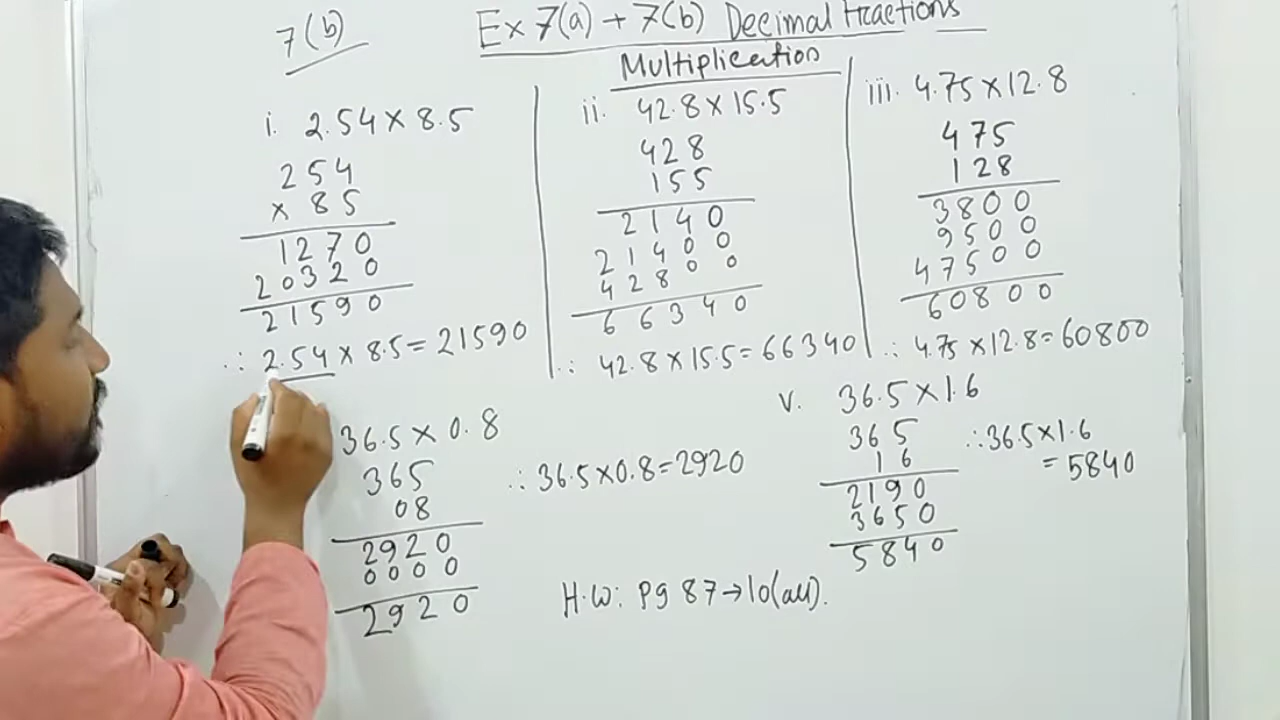 7(b)
Ex 7(a) + 7(b) Decimal Fractions
Multiplication
i. 2.54 × 8.5
254
× 85
1270
20320
21590
∴ 2.54 × 8.5 = 21590
ii. 42.8 × 15.5
428
155
2140
21400
42800
66340
∴ 42.8 × 15.5 = 66340
iii. 4.75 × 12.8
475
128
3800
9500
47500
60800
∴ 4.75 × 12.8 = 60800
36.5 × 0.8
365
08
2920
0000
2920
∴ 36.5 × 0.8 = 2920
v. 36.5 × 1.6
365
16
2190
3650
5840
∴ 36.5 × 1.6
= 5840
H.W: Pg 87 → 10(all).